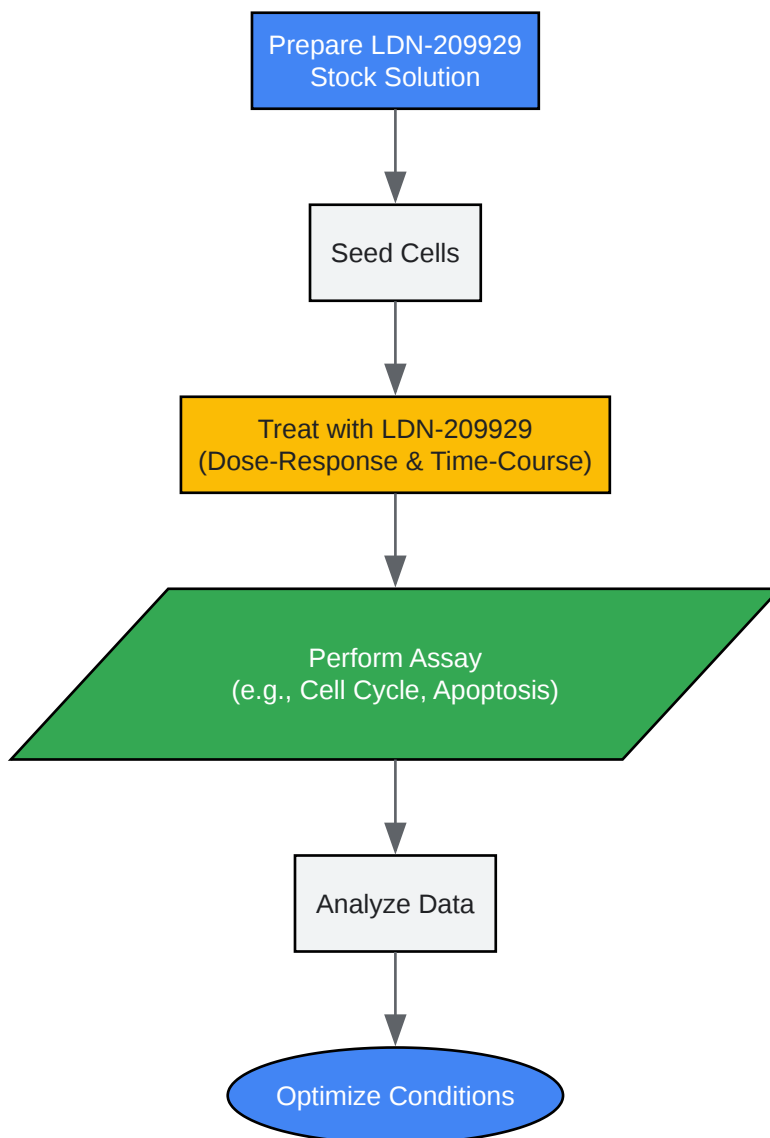 Prepare LDN-209929
Stock Solution
Seed Cells
Treat with LDN-209929
(Dose-Response & Time-Course)
Perform Assay
(e.g., Cell Cycle, Apoptosis)
Analyze Data
Optimize Conditions